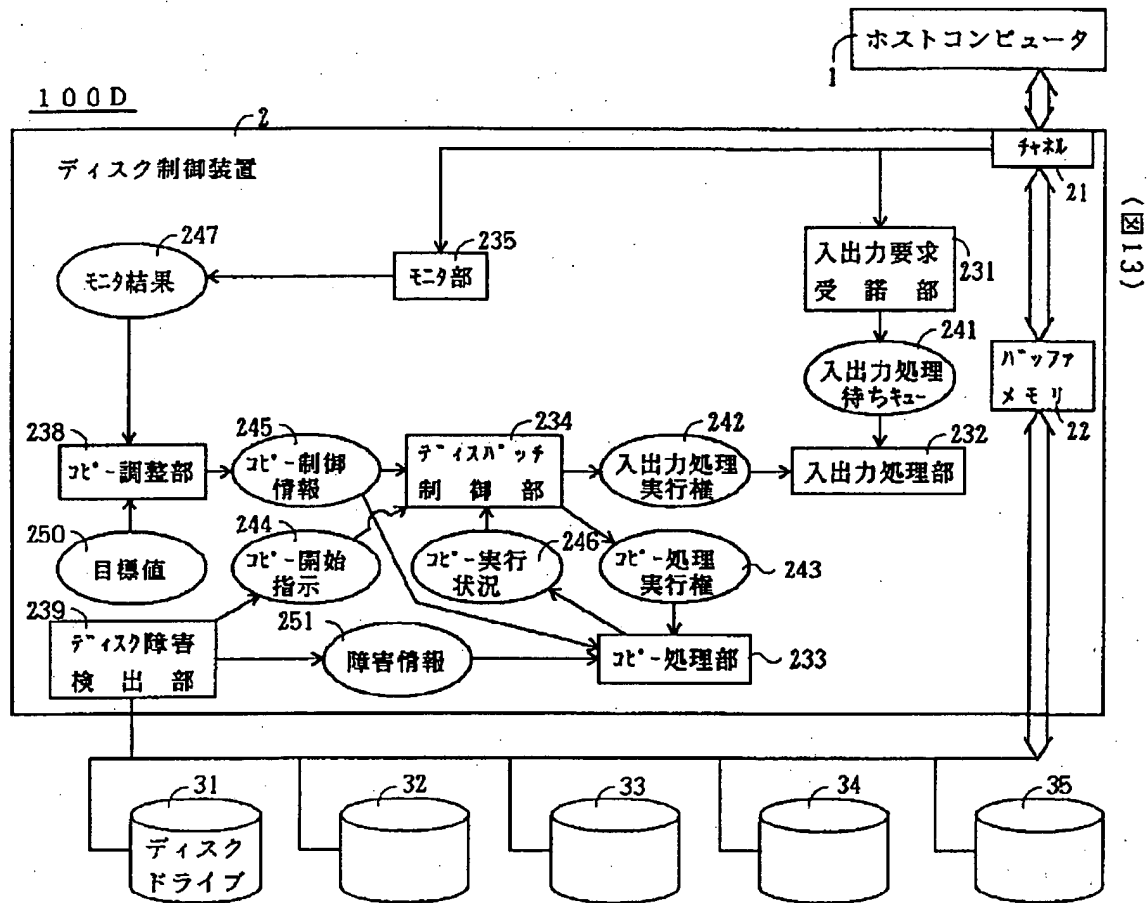 ホストコンピュータ
1
100D
2
ディスク制御装置
チャネル
21
(図13)
247
モニタ結果
235
モニタ部
入出力要求
受諾部
231
241
入出力処理
待ちキュー
バッファ
メモリ
22
238
コピー調整部
245
コピー制御
情報
234
ディスパッチ
制御部
242
入出力処理
実行権
232
入出力処理部
250
目標値
244
コピー開始
指示
コピー実行
状況
246
コピー処理
実行権
243
239
ディスク障害
検出部
251
障害情報
コピー処理部
233
31
ディスク
ドライブ
32
33
34
35